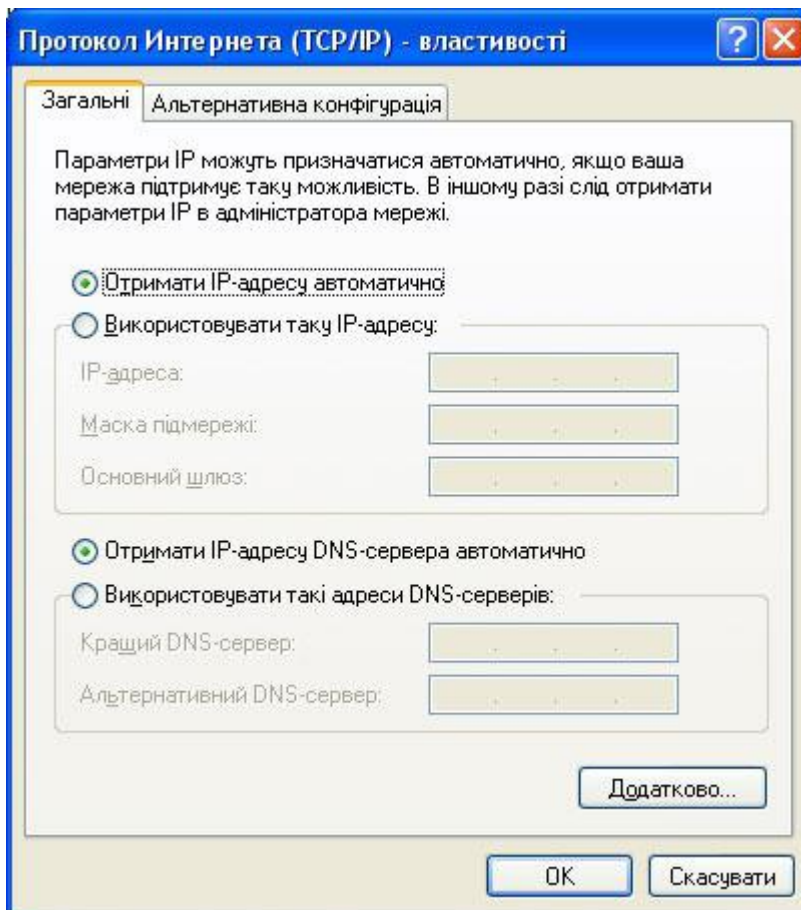 Протокол Интернета (TCP/IP) - властивості
Загальні
Альтернативна конфігурація
Параметри IP можуть призначатися автоматично, якщо ваша
мережа підтримує таку можливість. В іншому разі слід отримати
параметри IP в адміністратора мережі.
Отримати IP-адресу автоматично
Використовувати таку IP-адресу:
IP-адреса:
Маска підмережі:
Основний шлюз:
Отримати IP-адресу DNS-сервера автоматично
Використовувати такі адреси DNS-серверів:
Кращий DNS-сервер:
Альтернативний DNS-сервер:
Додатково...
OK
Скасувати